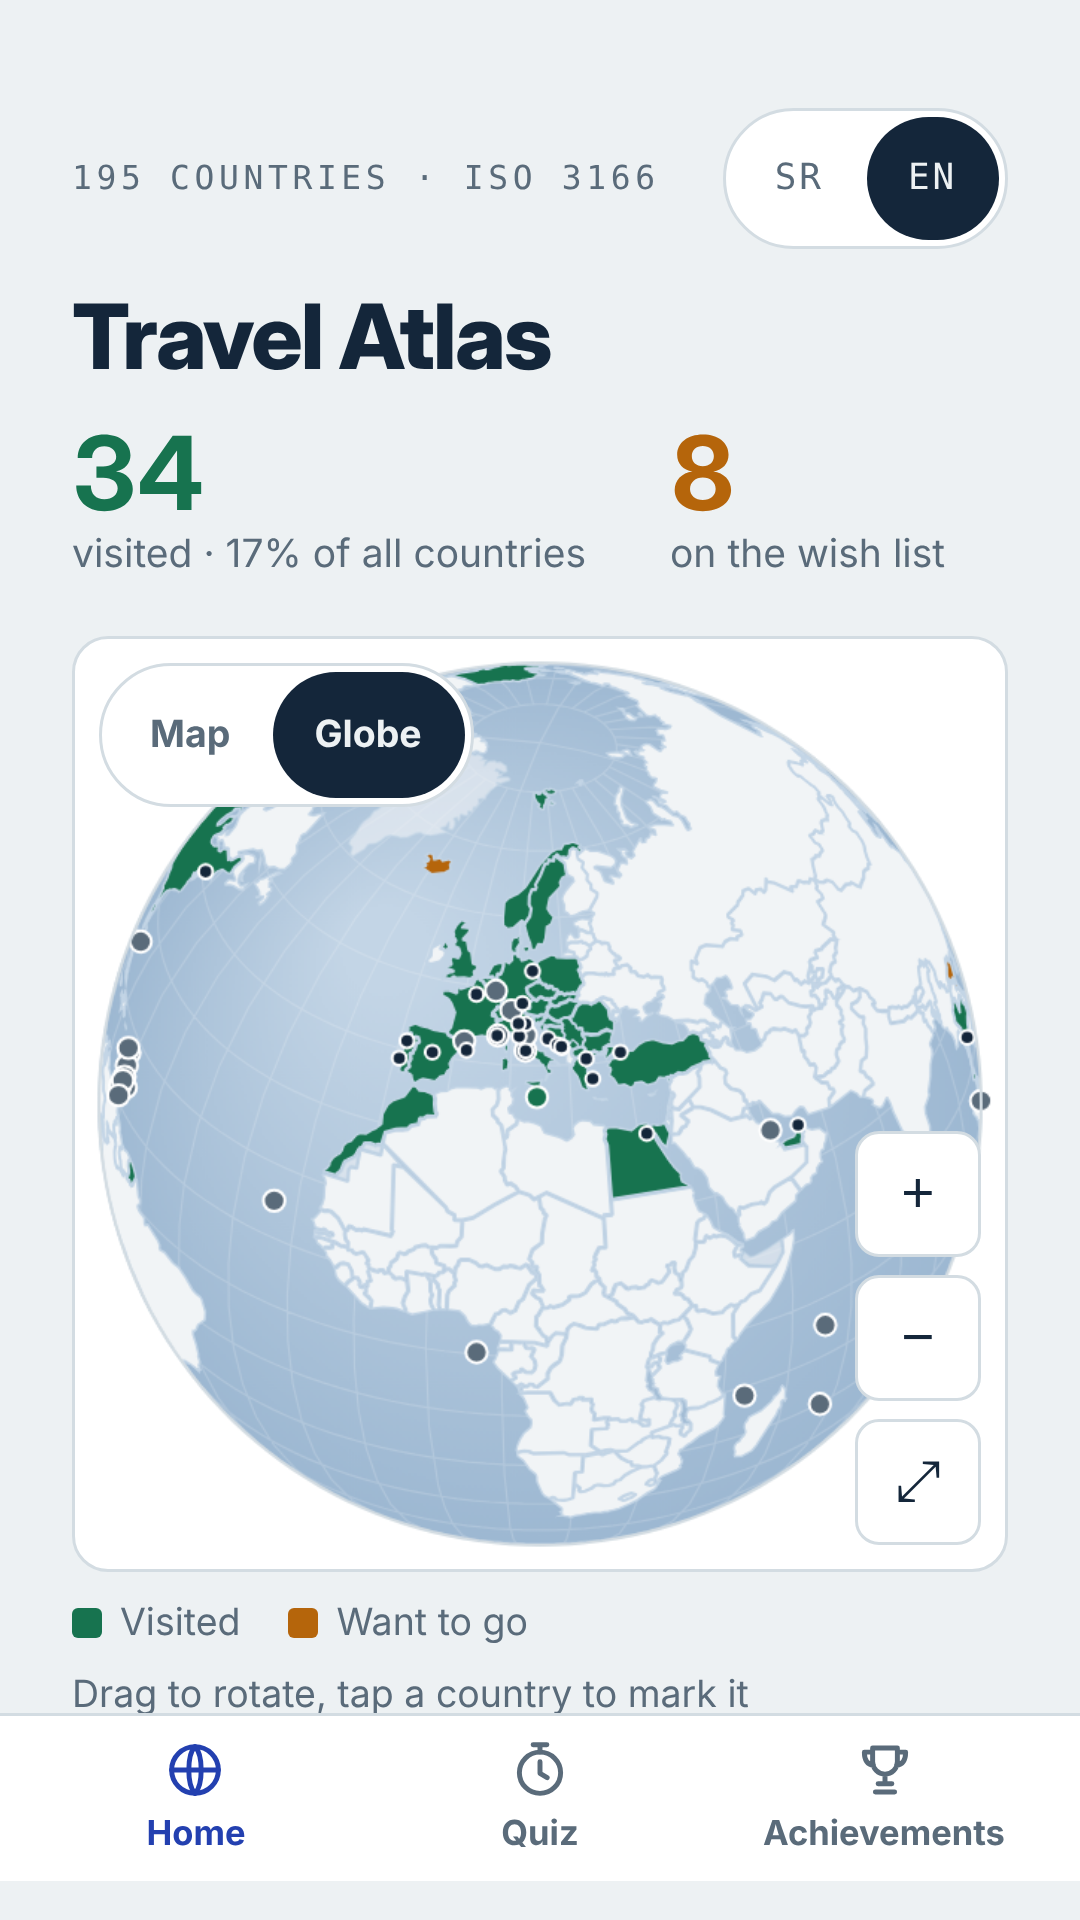 195 COUNTRIES · ISO 3166
SR EN
Travel Atlas
34
visited · 17% of all countries
8
on the wish list
Map Globe
+
−
Visited Want to go
Drag to rotate, tap a country to mark it
Home Quiz Achievements